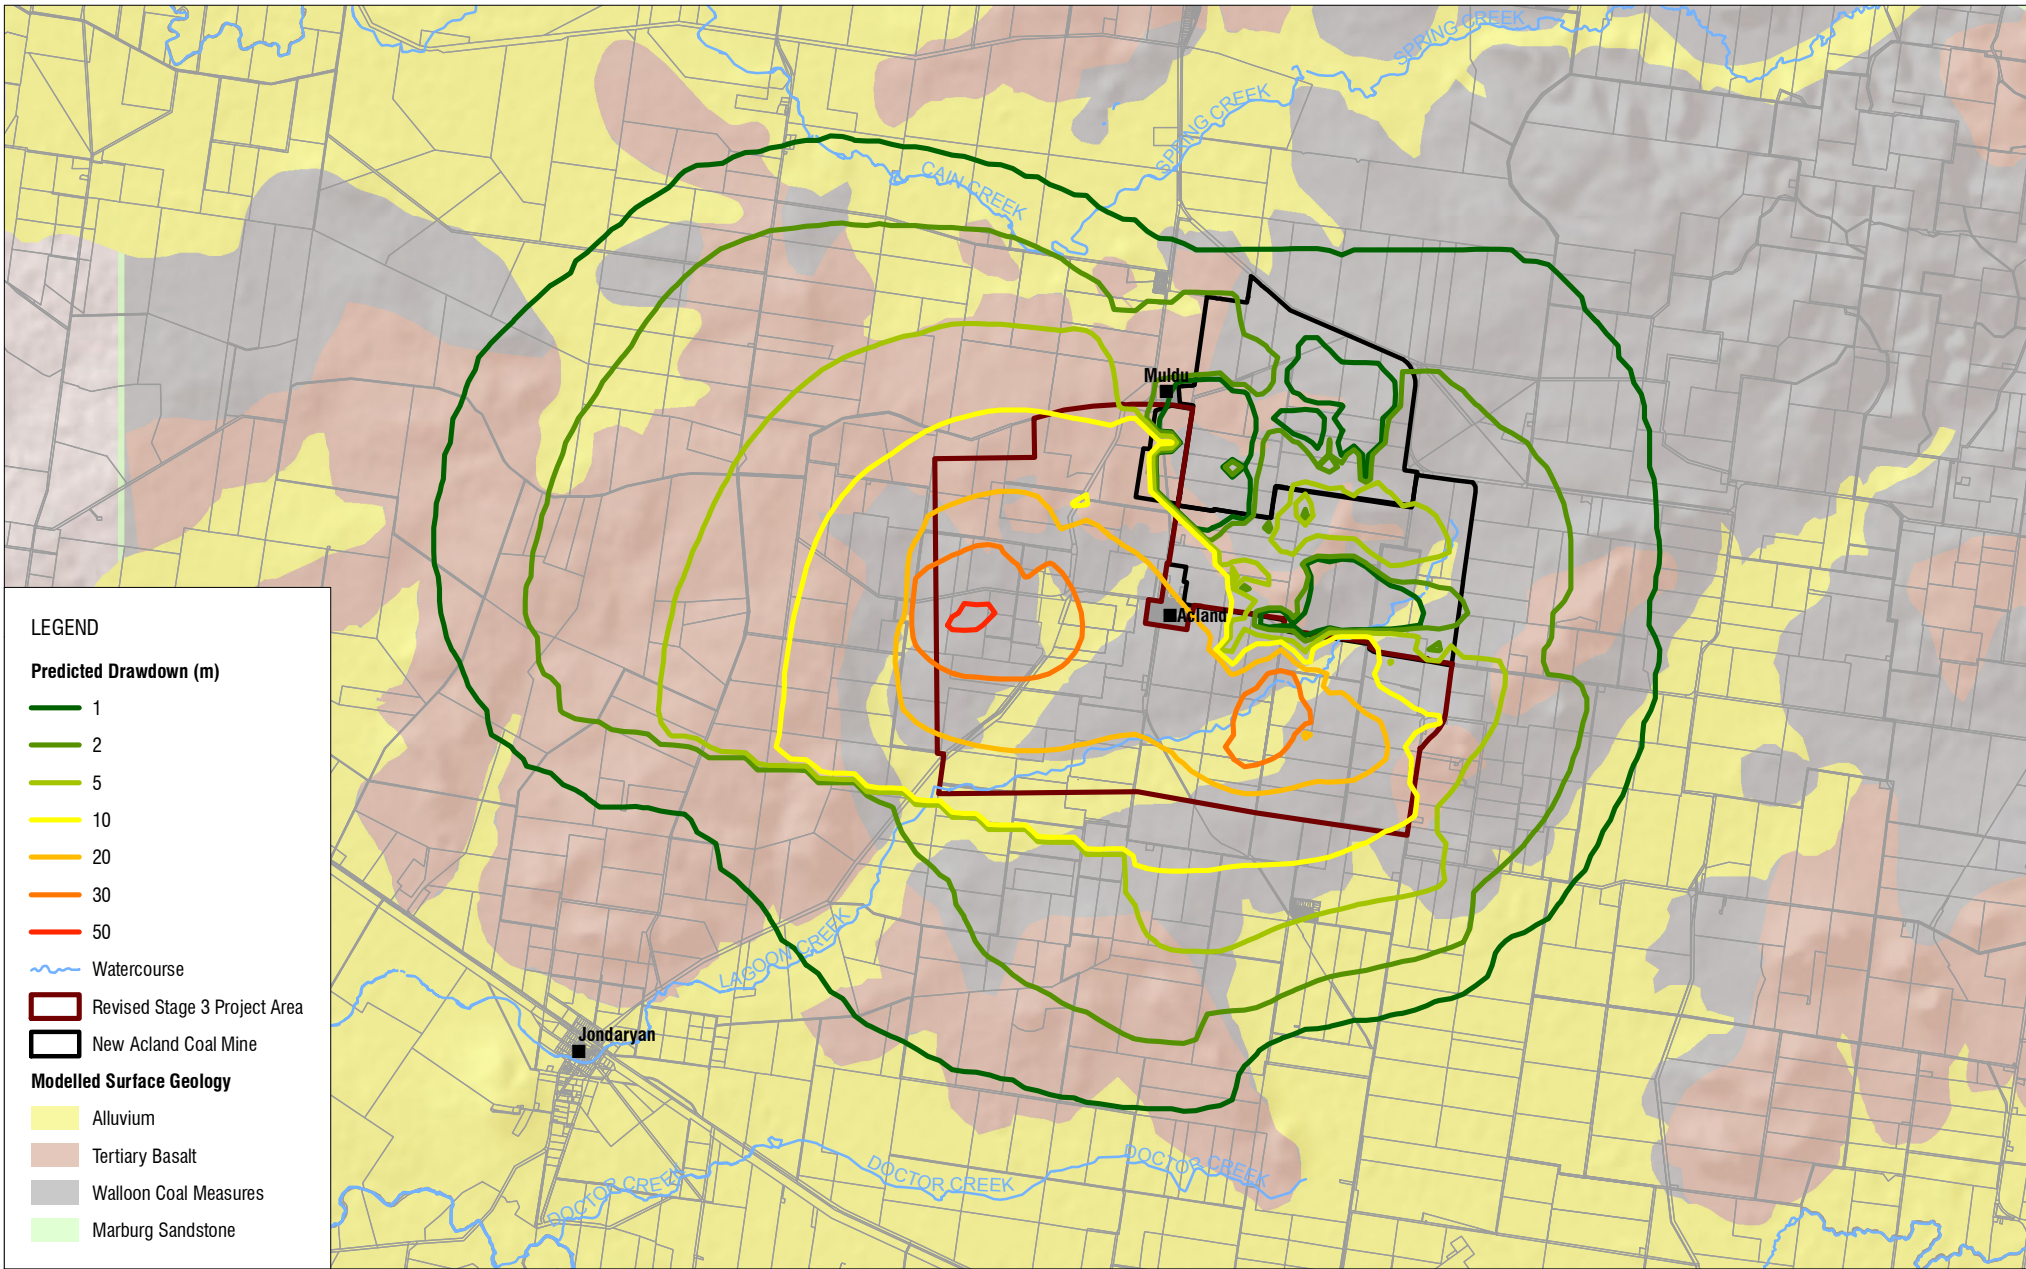 SPRING CREEK
SPRING CREEK
CAIN CREEK
Muldu
Acland
LAGOON CREEK
Jondaryan
DOCTOR CREEK
DOCTOR CREEK
DOCTOR CREEK
LEGEND
Predicted Drawdown (m)
1
2
5
10
20
30
50
Watercourse
Revised Stage 3 Project Area
New Acland Coal Mine
Modelled Surface Geology
Alluvium
Tertiary Basalt
Walloon Coal Measures
Marburg Sandstone